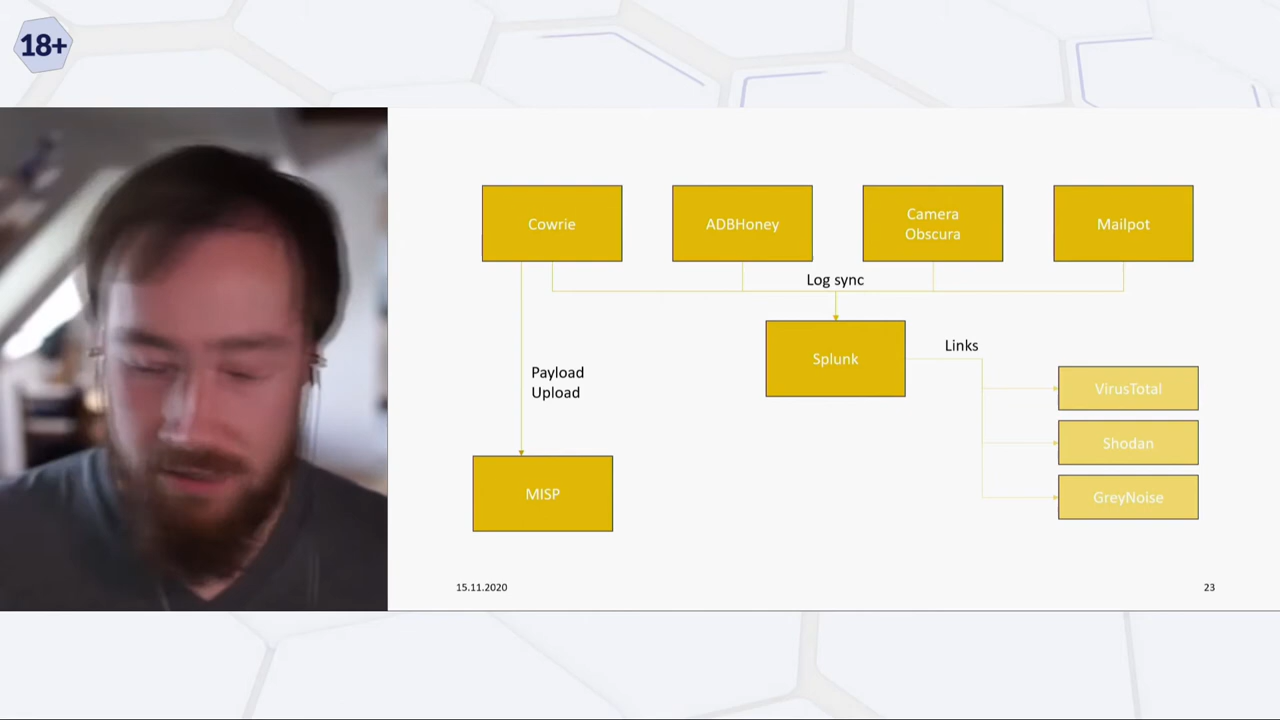 18+
Cowrie
ADBHoney
Camera
Obscura
Mailpot
Log sync
Splunk
Links
Payload
Upload
VirusTotal
Shodan
GreyNoise
MISP
15.11.2020
23